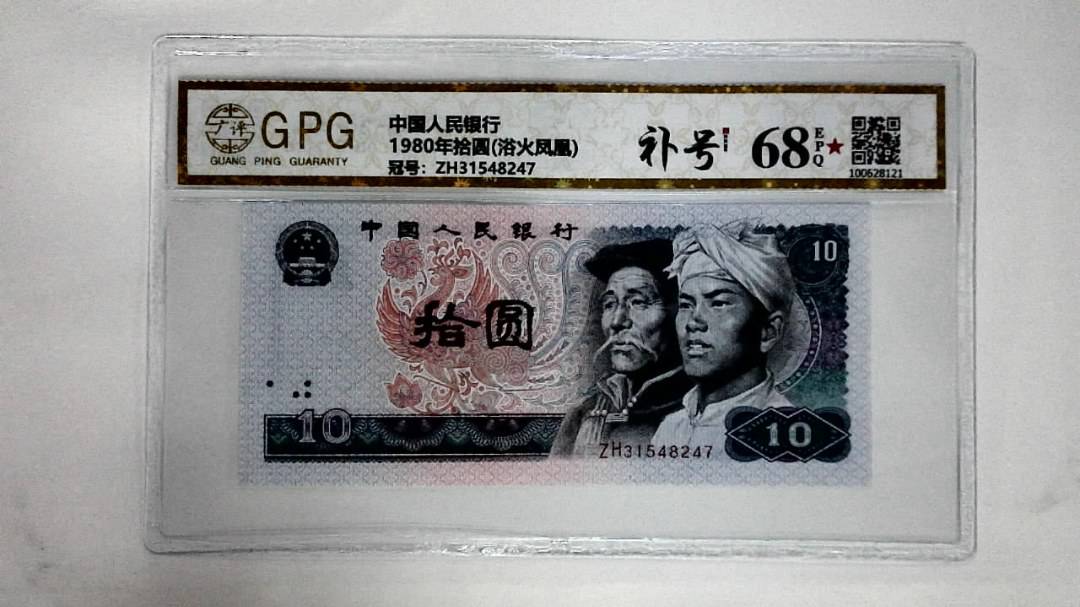 广评
GPG
GUANG PING GUARANTY
中国人民银行
1980年拾圆(浴火凤凰)
冠号: ZH31548247
补号
68
EPQ
★
100628121
中国人民银行
10
拾圆
10
ZH31548247
10